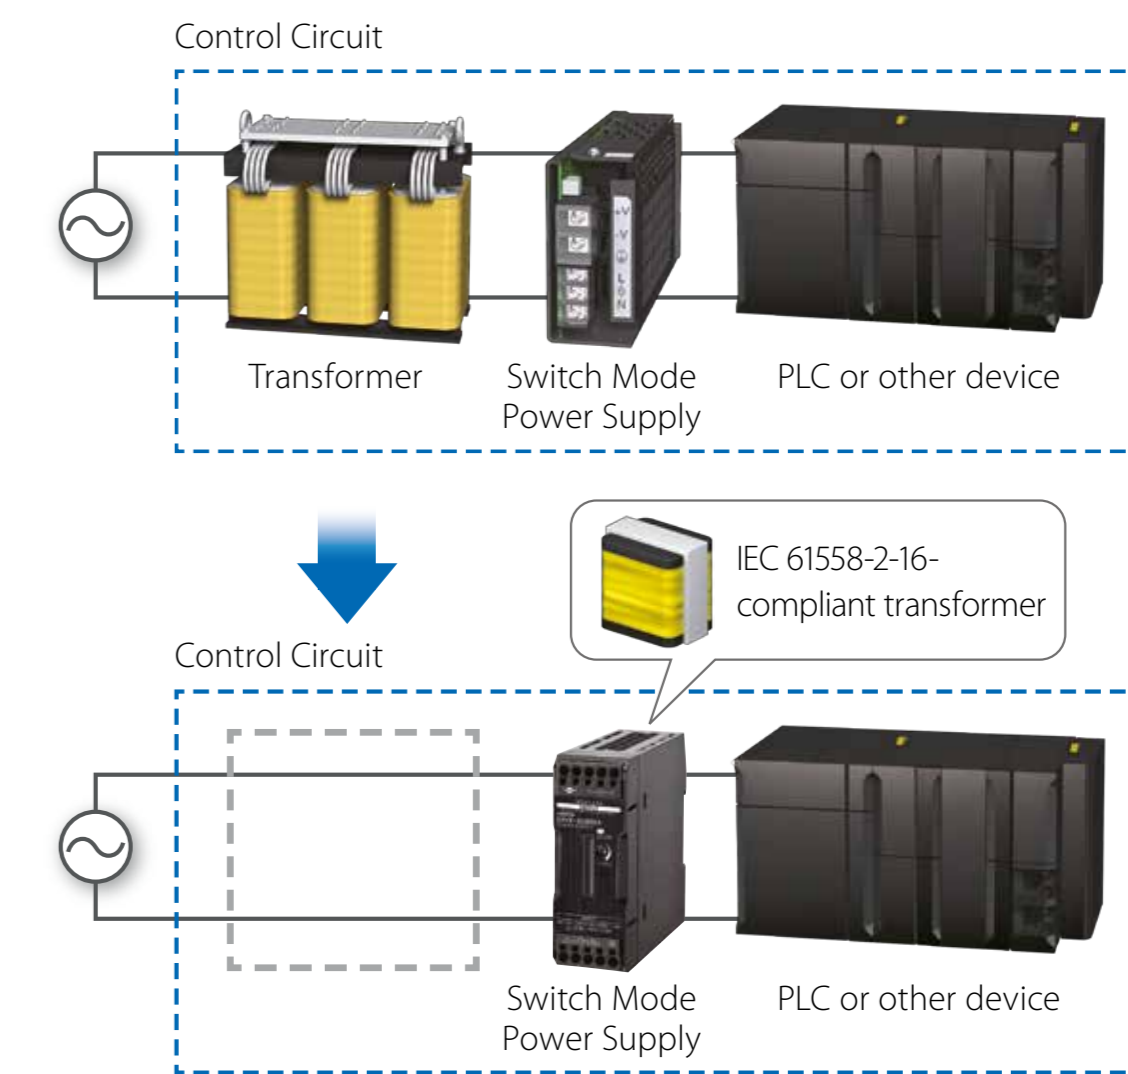 Control Circuit
+V
-V
L
N
Transformer
Switch Mode
Power Supply
PLC or other device
IEC 61558-2-16-
compliant transformer
Control Circuit
Switch Mode
Power Supply
PLC or other device